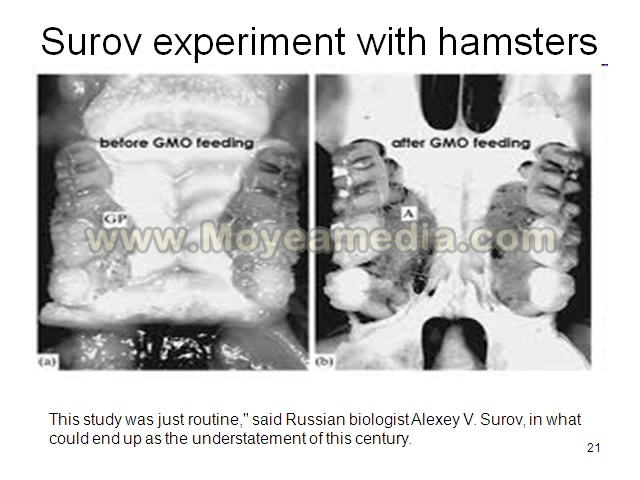 Surov experiment with hamsters
before GMO feeding
after GMO feeding
GP
A
www.Moyeamedia.com
(a)
(b)
This study was just routine," said Russian biologist Alexey V. Surov, in what
could end up as the understatement of this century.
21